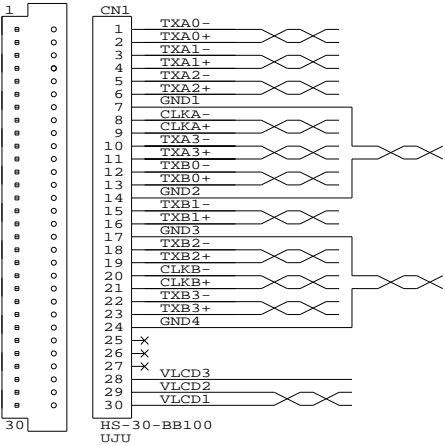 1 CN1
1 TXA0-
2 TXA0+
3 TXA1-
4 TXA1+
5 TXA2-
6 TXA2+
7 GND1
8 CLKA-
9 CLKA+
10 TXA3-
11 TXA3+
12 TXB0-
13 TXB0+
14 GND2
15 TXB1-
16 TXB1+
17 GND3
18 TXB2-
19 TXB2+
20 CLKB-
21 CLKB+
22 TXB3-
23 TXB3+
24 GND4
25
26
27
28 VLCD3
29 VLCD2
30 VLCD1
30 HS-30-BB100
UJU